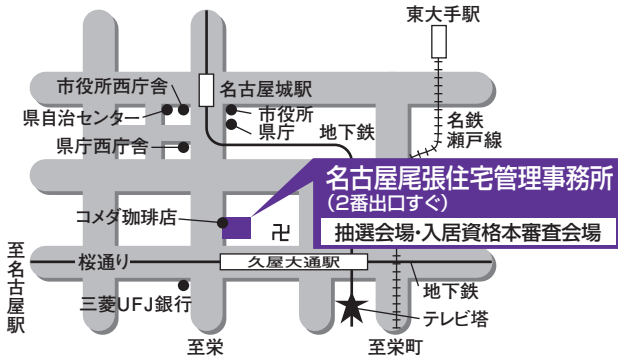 東大手駅
市役所西庁舎
名古屋城駅
県自治センター
市役所
県庁
地下鉄
名鉄
瀬戸線
県庁西庁舎
名古屋尾張住宅管理事務所
(2番出口すぐ)
抽選会場・入居資格本審査会場
コメダ珈琲店
卍
至名古屋駅
桜通り
久屋大通駅
地下鉄
三菱UFJ銀行
テレビ塔
至栄
至栄町